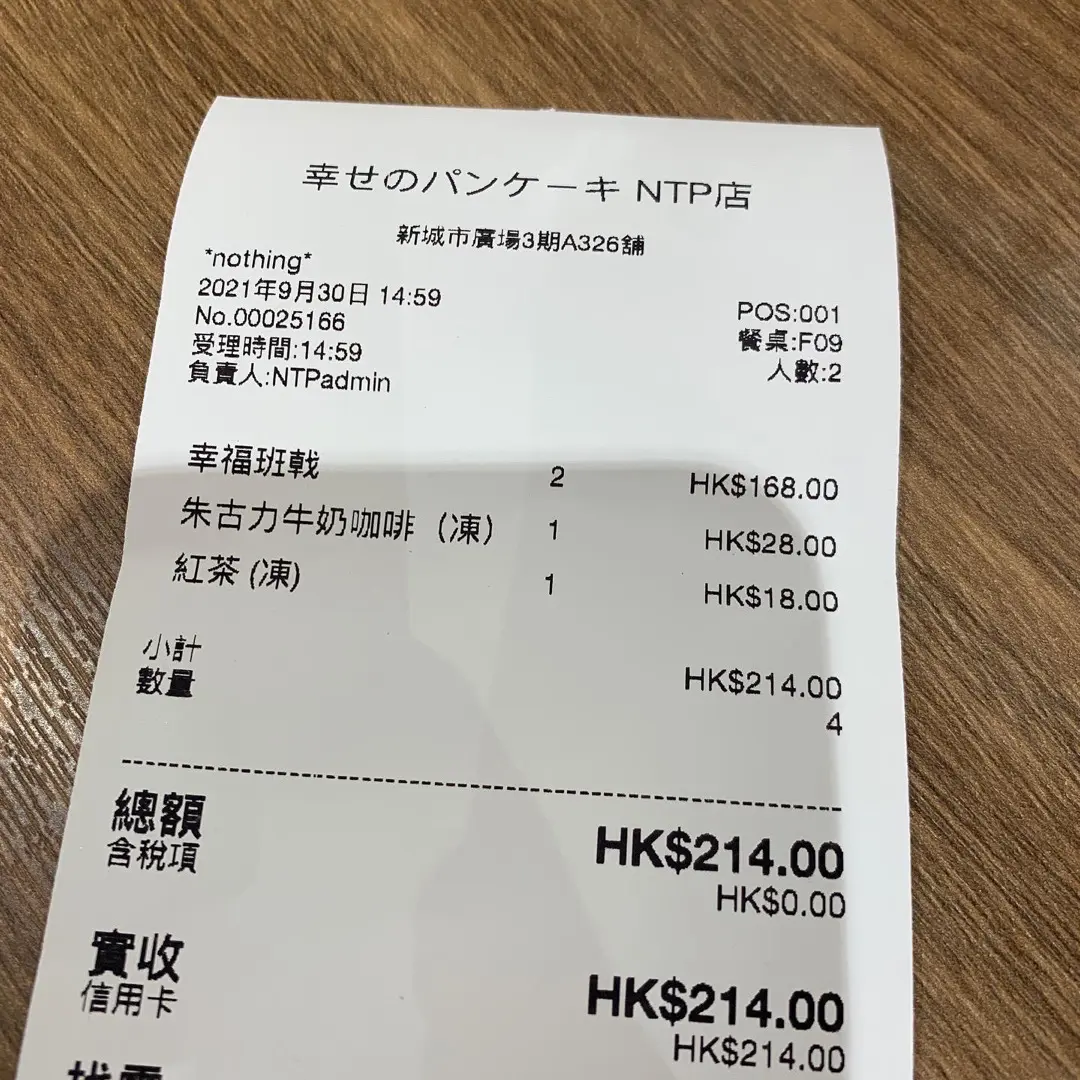 幸せのパンケーキ NTP店
新城市廣場3期A326舖
*nothing*
2021年9月30日 14:59
No.00025166
POS:001
受理時間:14:59
餐桌:F09
負責人:NTPadmin
人數:2
幸福班戟 2 HK$168.00
朱古力牛奶咖啡 (凍) 1 HK$28.00
紅茶 (凍) 1 HK$18.00
小計 HK$214.00
數量 4
總額 HK$214.00
含稅項 HK$0.00
實收 HK$214.00
信用卡 HK$214.00